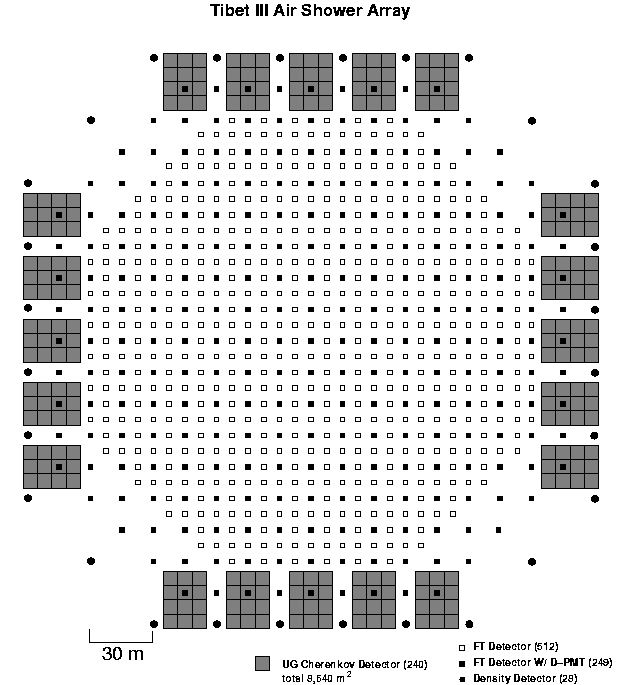 Tibet III Air Shower Array
30 m
UG Cherenkov Detector (240)
total 8,640 m 2
FT Detector (512)
FT Detector W/ D-PMT (249)
Density Detector (28)